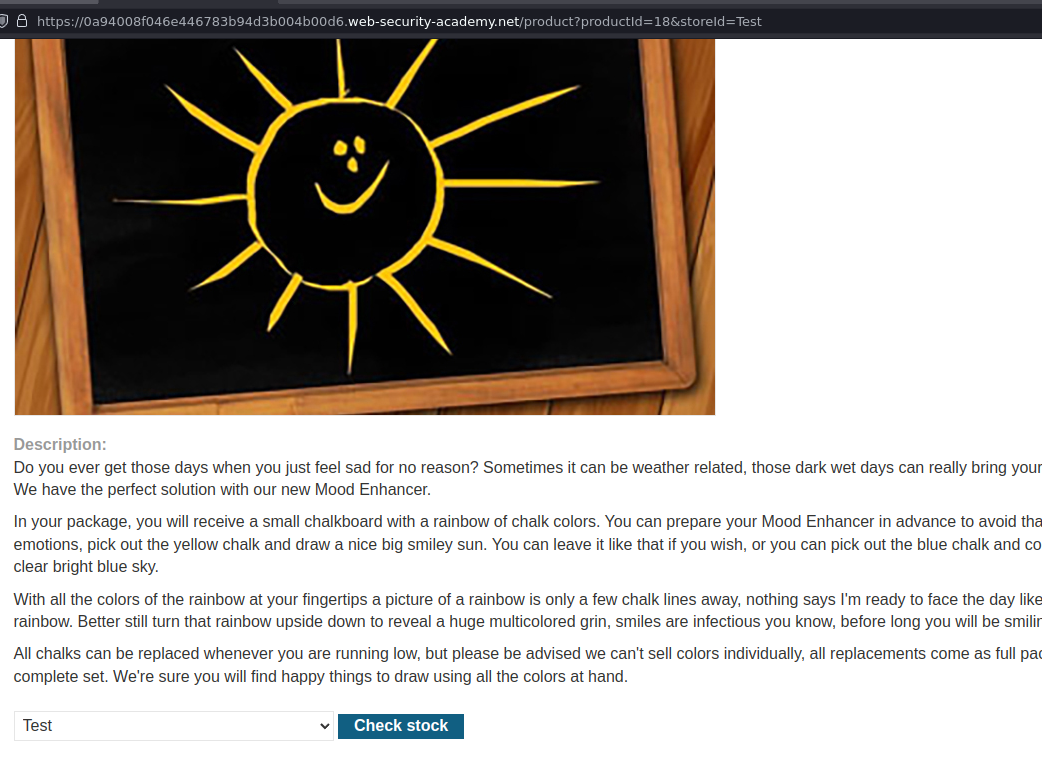 https://0a94008f046e446783b94d3b004b00d6.web-security-academy.net/product?productId=18&storeId=Test
Description:
Do you ever get those days when you just feel sad for no reason? Sometimes it can be weather related, those dark wet days can really bring your
We have the perfect solution with our new Mood Enhancer.
In your package, you will receive a small chalkboard with a rainbow of chalk colors. You can prepare your Mood Enhancer in advance to avoid tha
emotions, pick out the yellow chalk and draw a nice big smiley sun. You can leave it like that if you wish, or you can pick out the blue chalk and co
clear bright blue sky.
With all the colors of the rainbow at your fingertips a picture of a rainbow is only a few chalk lines away, nothing says I'm ready to face the day like
rainbow. Better still turn that rainbow upside down to reveal a huge multicolored grin, smiles are infectious you know, before long you will be smilin
All chalks can be replaced whenever you are running low, but please be advised we can't sell colors individually, all replacements come as full pac
complete set. We're sure you will find happy things to draw using all the colors at hand.
Test Check stock